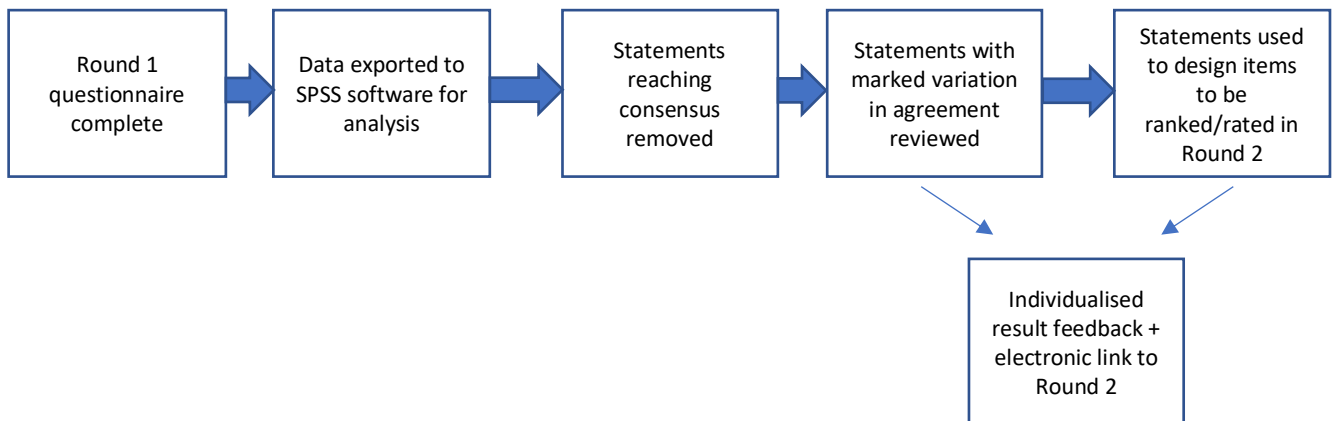 Round 1
questionnaire
complete
Data exported to
SPSS software for
analysis
Statements
reaching
consensus
removed
Statements with
marked variation
in agreement
reviewed
Statements used
to design items
to be
ranked/rated in
Round 2
Individualised
result feedback +
electronic link to
Round 2